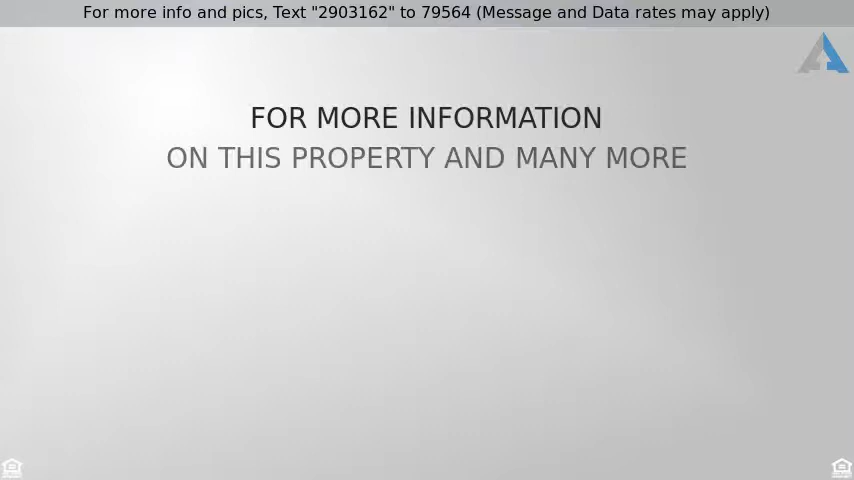 For more info and pics, Text "2903162" to 79564 (Message and Data rates may apply)
FOR MORE INFORMATION
ON THIS PROPERTY AND MANY MORE